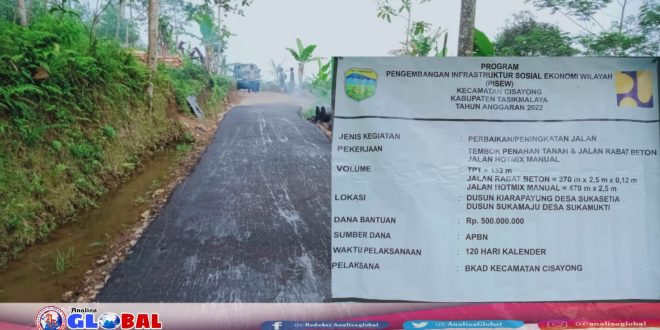 PROGRAM
PENGEMBANGAN INFRASTRUKTUR SOSIAL EKONOMI WILAYAH
(PISEW)
KECAMATAN CISAYONG
KABUPATEN TASIKMALAYA
TAHUN ANGGARAN 2022
JENIS KEGIATAN : PERBAIKAN/PENINGKATAN JALAN
PEKERJAAN : TEMBOK PENAHAN TANAH & JALAN RABAT BETON
JALAN HOTMIX MANUAL
VOLUME : TPT = 133 m
JALAN RABAT BETON = 370 m x 2,5 m x 0,12 m
JALAN HOTMIX MANUAL = 470 m x 2,5 m
LOKASI : DUSUN KIARAPAYUNG DESA SUKASETIA
DUSUN SUKAMAJU DESA SUKAMUKTI
DANA BANTUAN : Rp. 500.000.000
SUMBER DANA : APBN
WAKTU PELAKSANAAN : 120 HARI KALENDER
PELAKSANA : BKAD KECAMATAN CISAYONG
Analisa
GLOBAL
@ Redaksi Analisaglobal
@AnalisaGlobal
@analisaglobal